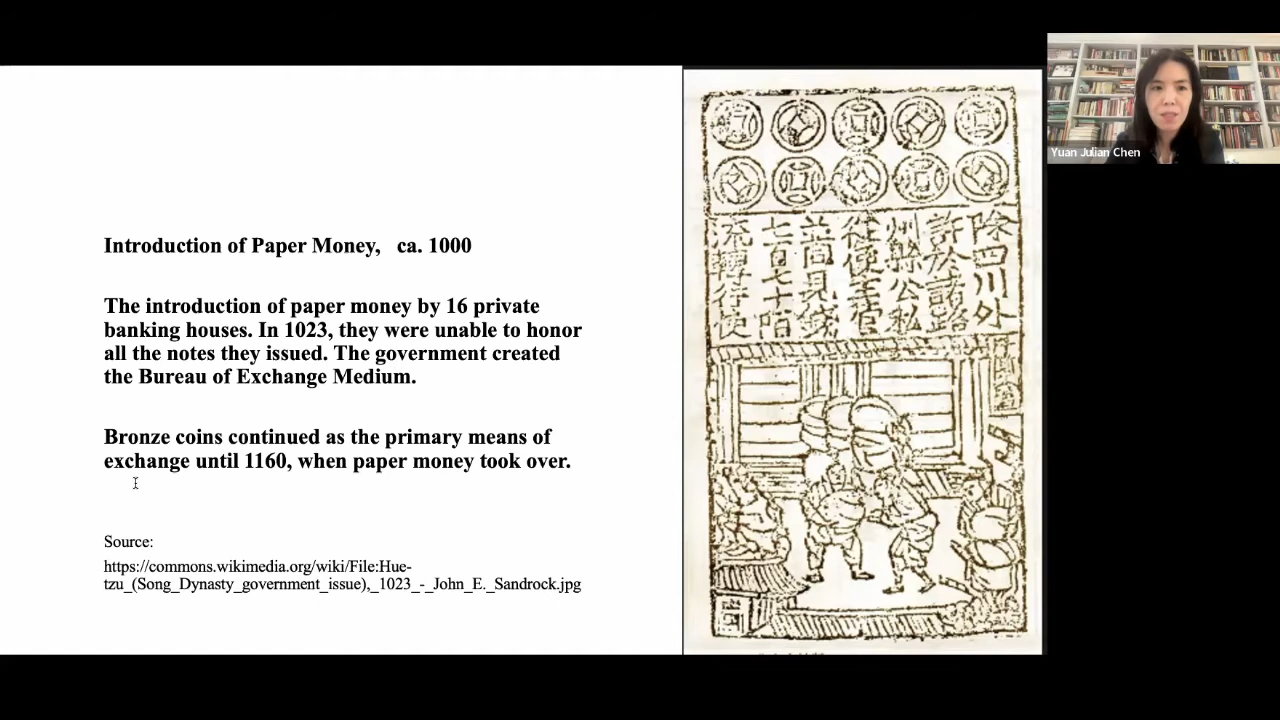 Yuan Julian Chen
Introduction of Paper Money, ca. 1000
The introduction of paper money by 16 private
banking houses. In 1023, they were unable to honor
all the notes they issued. The government created
the Bureau of Exchange Medium.
Bronze coins continued as the primary means of
exchange until 1160, when paper money took over.
Source:
https://commons.wikimedia.org/wiki/File:Hue-
tzu_(Song_Dynasty_government_issue),_1023_-_John_E._Sandrock.jpg
除四川外
許於諸路
州縣公私
從便主管
並同見錢
七百七十陌
流轉行使